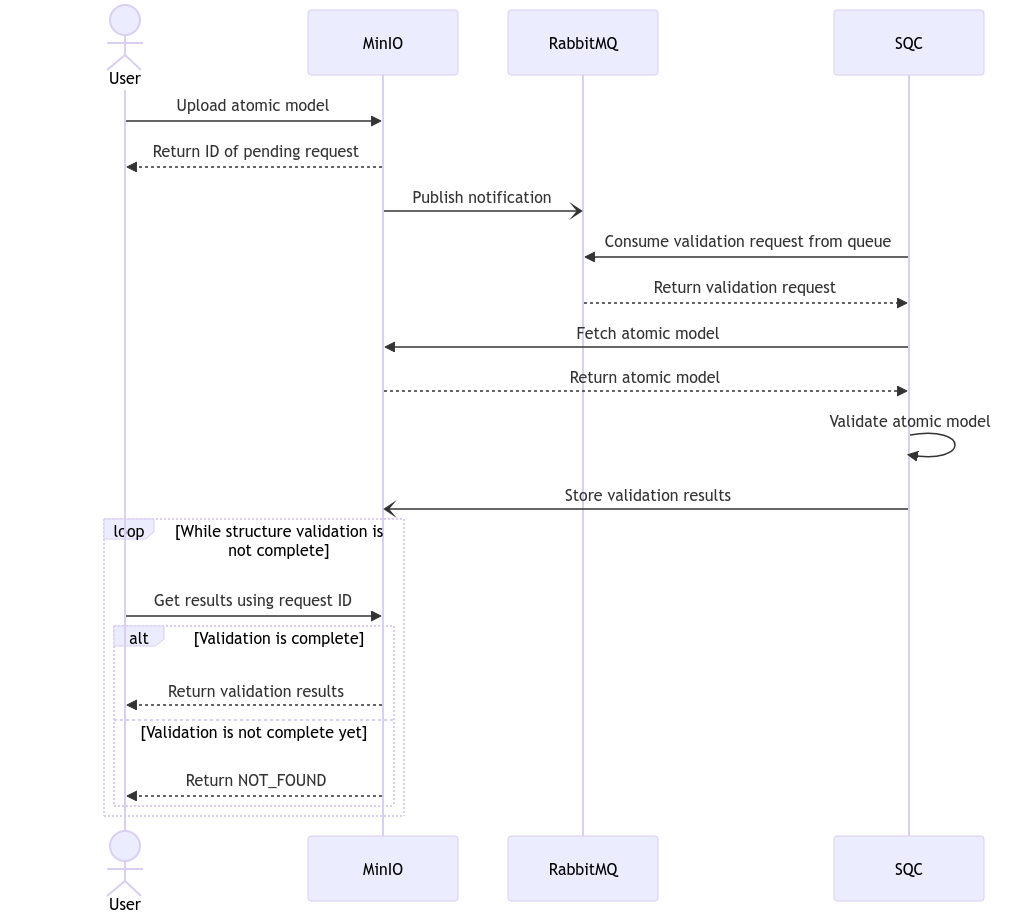 User
MinIO
RabbitMQ
SQC
Upload atomic model
Return ID of pending request
Publish notification
Consume validation request from queue
Return validation request
Fetch atomic model
Return atomic model
Validate atomic model
Store validation results
loop
[While structure validation is
not complete]
Get results using request ID
alt
[Validation is complete]
Return validation results
[Validation is not complete yet]
Return NOT_FOUND
User
MinIO
RabbitMQ
SQC